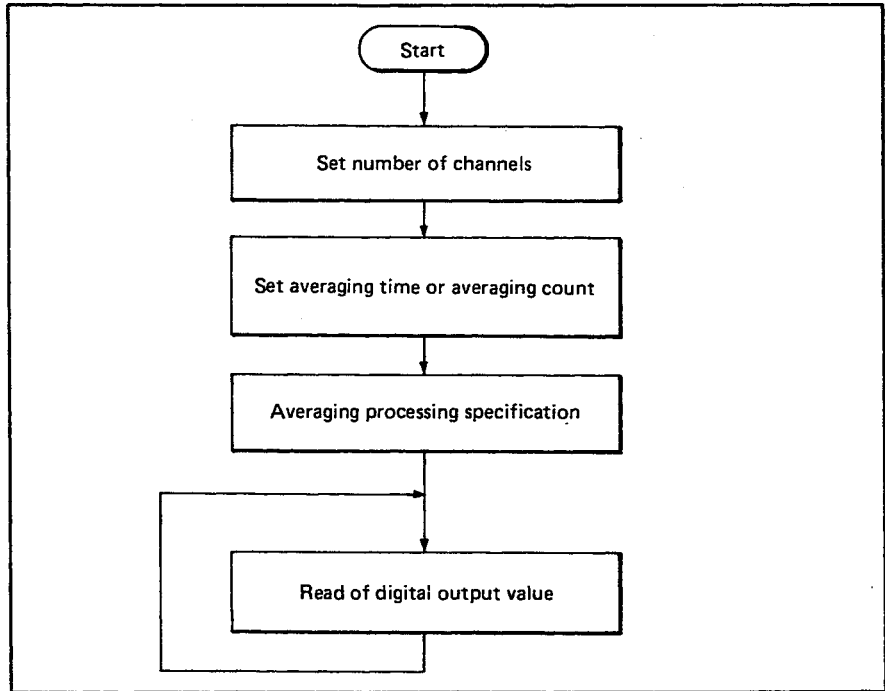 Start
Set number of channels
Set averaging time or averaging count
Averaging processing specification
Read of digital output value